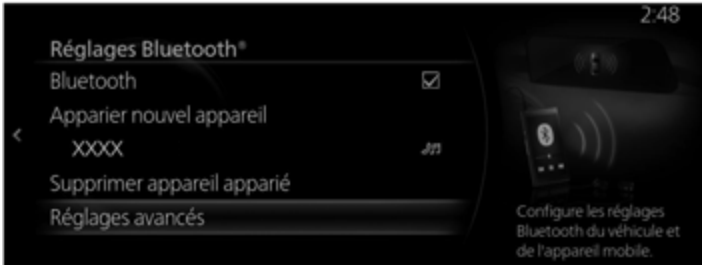 2:48
Réglages Bluetooth®
Bluetooth
Apparier nouvel appareil
XXXX
Supprimer appareil apparié
Réglages avancés
Configure les réglages
Bluetooth du véhicule et
de l'appareil mobile.